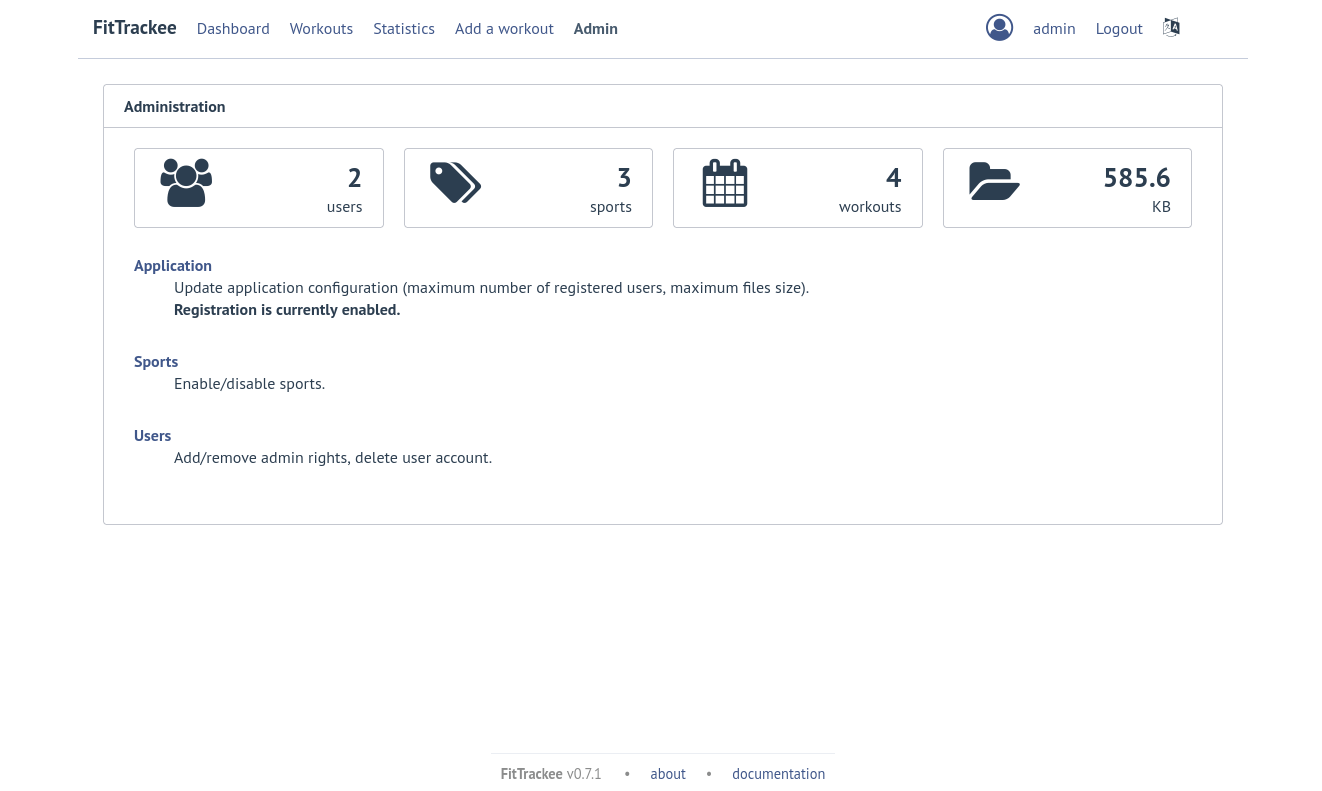 FitTrackee Dashboard Workouts Statistics Add a workout Admin admin Logout
Administration
2
users
3
sports
4
workouts
585.6
KB
Application
Update application configuration (maximum number of registered users, maximum files size).
Registration is currently enabled.
Sports
Enable/disable sports.
Users
Add/remove admin rights, delete user account.
FitTrackee v0.7.1 • about • documentation